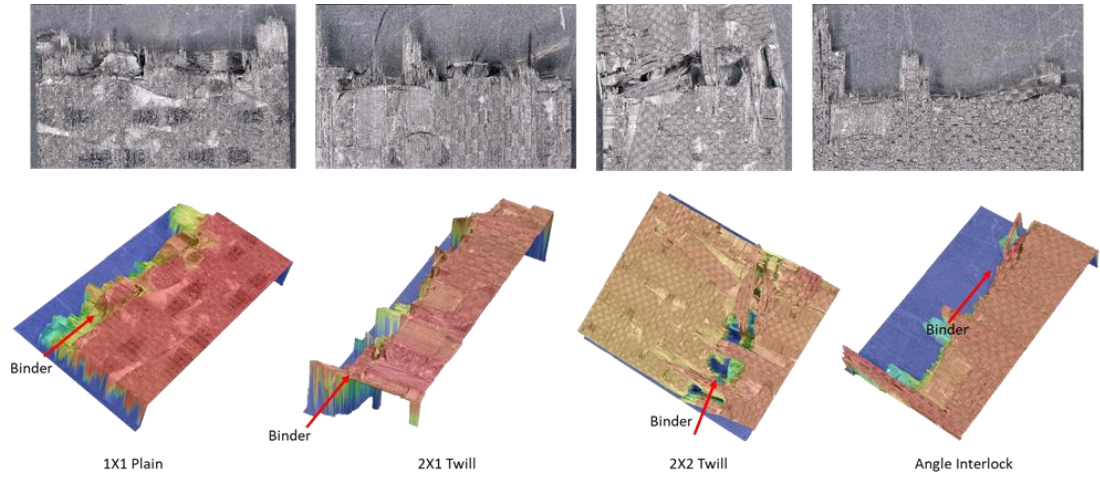 Binder
Binder
Binder
Binder
1X1 Plain
2X1 Twill
2X2 Twill
Angle Interlock